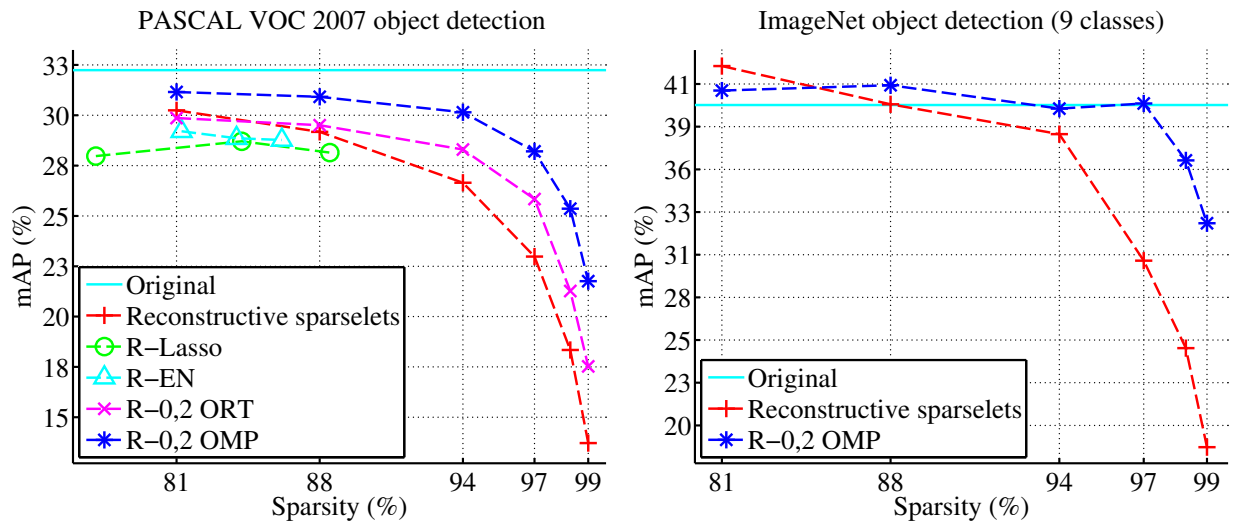 PASCAL VOC 2007 object detection
33
30
28
25
23
20
18
15
mAP (%)
Original
Reconstructive sparselets
R−Lasso
R−EN
R−0,2 ORT
R−0,2 OMP
81
88
94
97
99
Sparsity (%)
ImageNet object detection (9 classes)
41
39
36
33
31
28
25
23
20
mAP (%)
Original
Reconstructive sparselets
R−0,2 OMP
81
88
94
97
99
Sparsity (%)